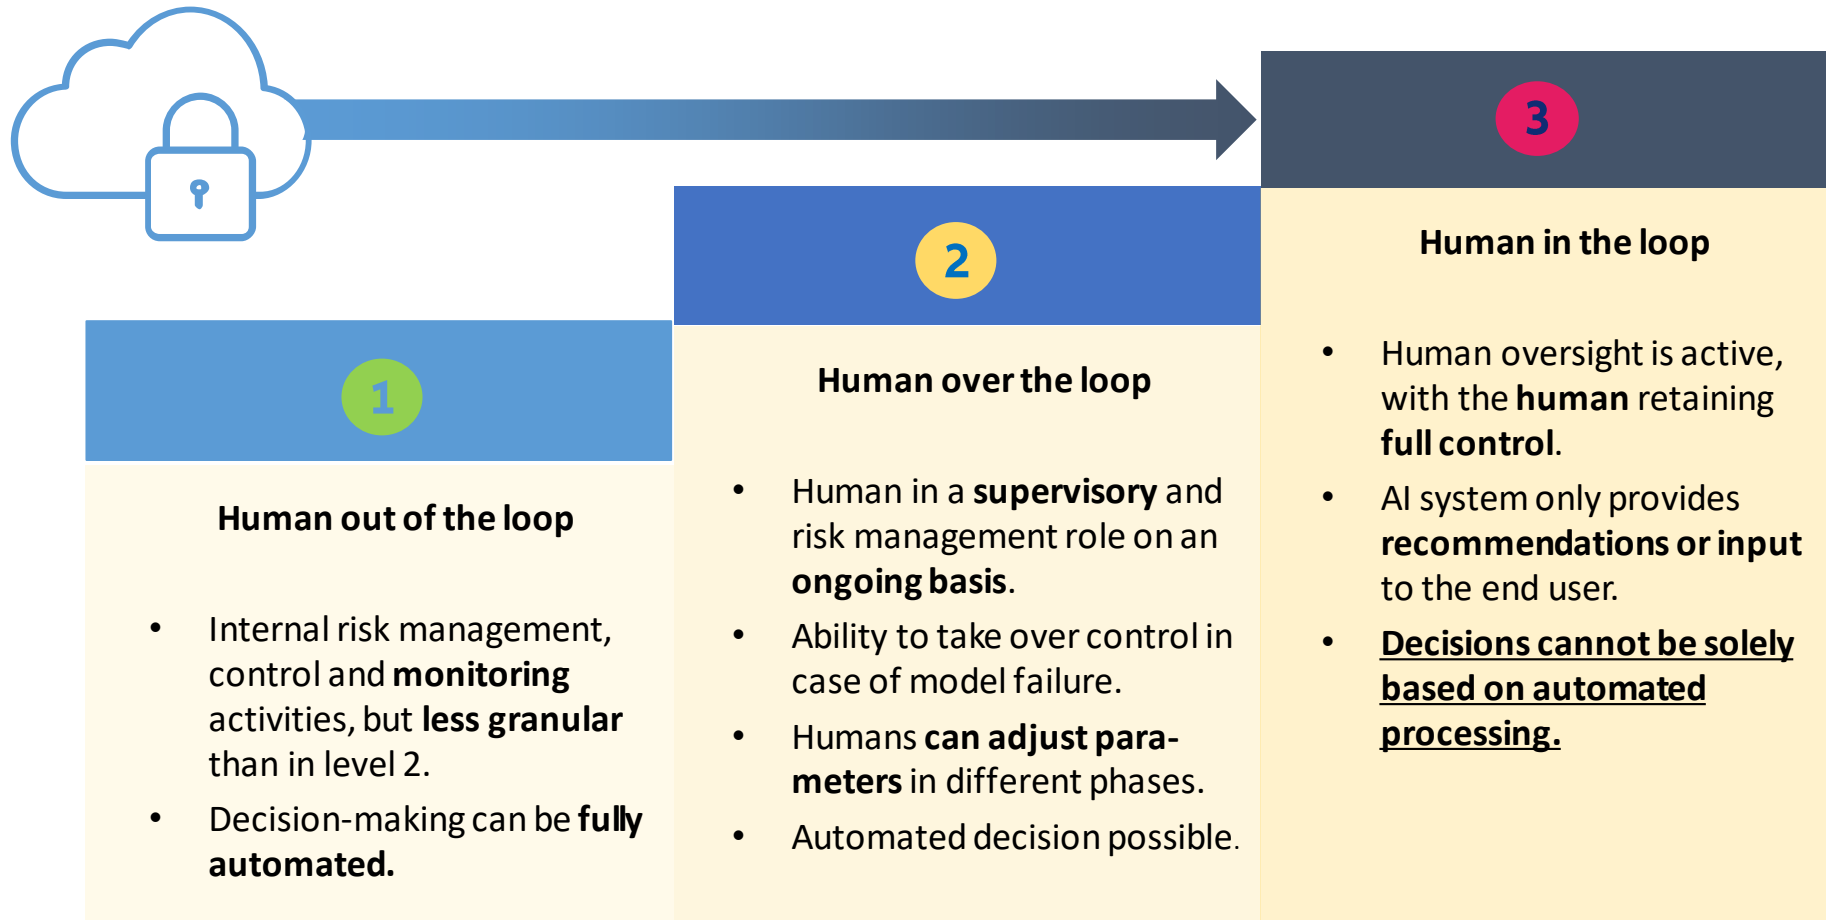 1
Human out of the loop
• Internal risk management,
control and monitoring
activities, but less granular
than in level 2.
• Decision-making can be fully
automated.
2
Human over the loop
• Human in a supervisory and
risk management role on an
ongoing basis.
• Ability to take over control in
case of model failure.
• Humans can adjust para-
meters in different phases.
• Automated decision possible.
3
Human in the loop
• Human oversight is active,
with the human retaining
full control.
• AI system only provides
recommendations or input
to the end user.
• Decisions cannot be solely
based on automated
processing.